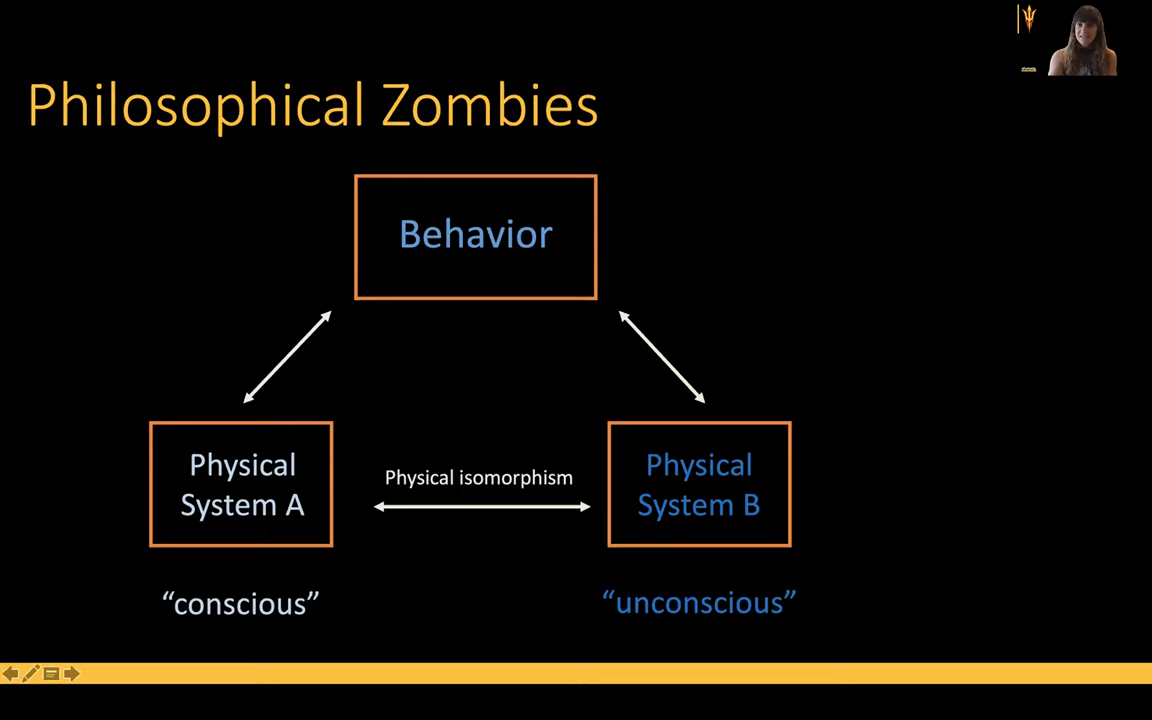 Philosophical Zombies
Behavior
Physical
System A
Physical isomorphism
Physical
System B
“conscious”
“unconscious”